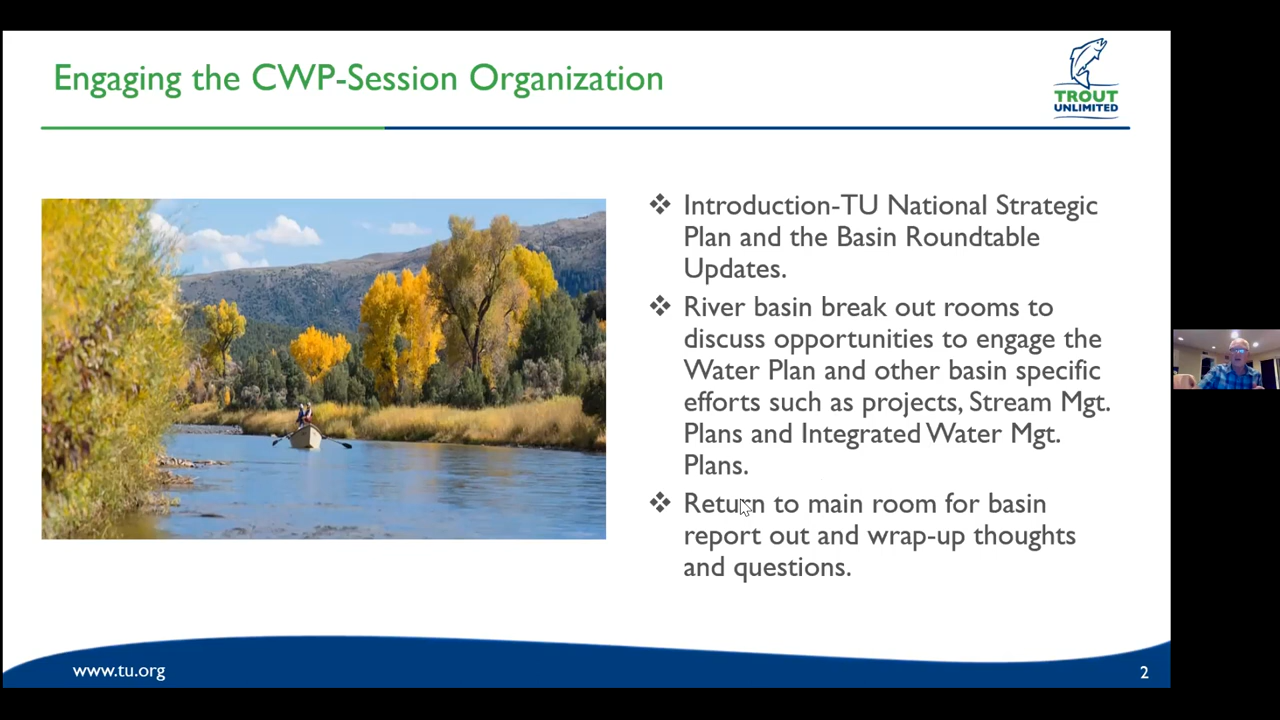 Engaging the CWP-Session Organization
TROUT
UNLIMITED
❖ Introduction-TU National Strategic
Plan and the Basin Roundtable
Updates.
❖ River basin break out rooms to
discuss opportunities to engage the
Water Plan and other basin specific
efforts such as projects, Stream Mgt.
Plans and Integrated Water Mgt.
Plans.
❖ Return to main room for basin
report out and wrap-up thoughts
and questions.
www.tu.org
2